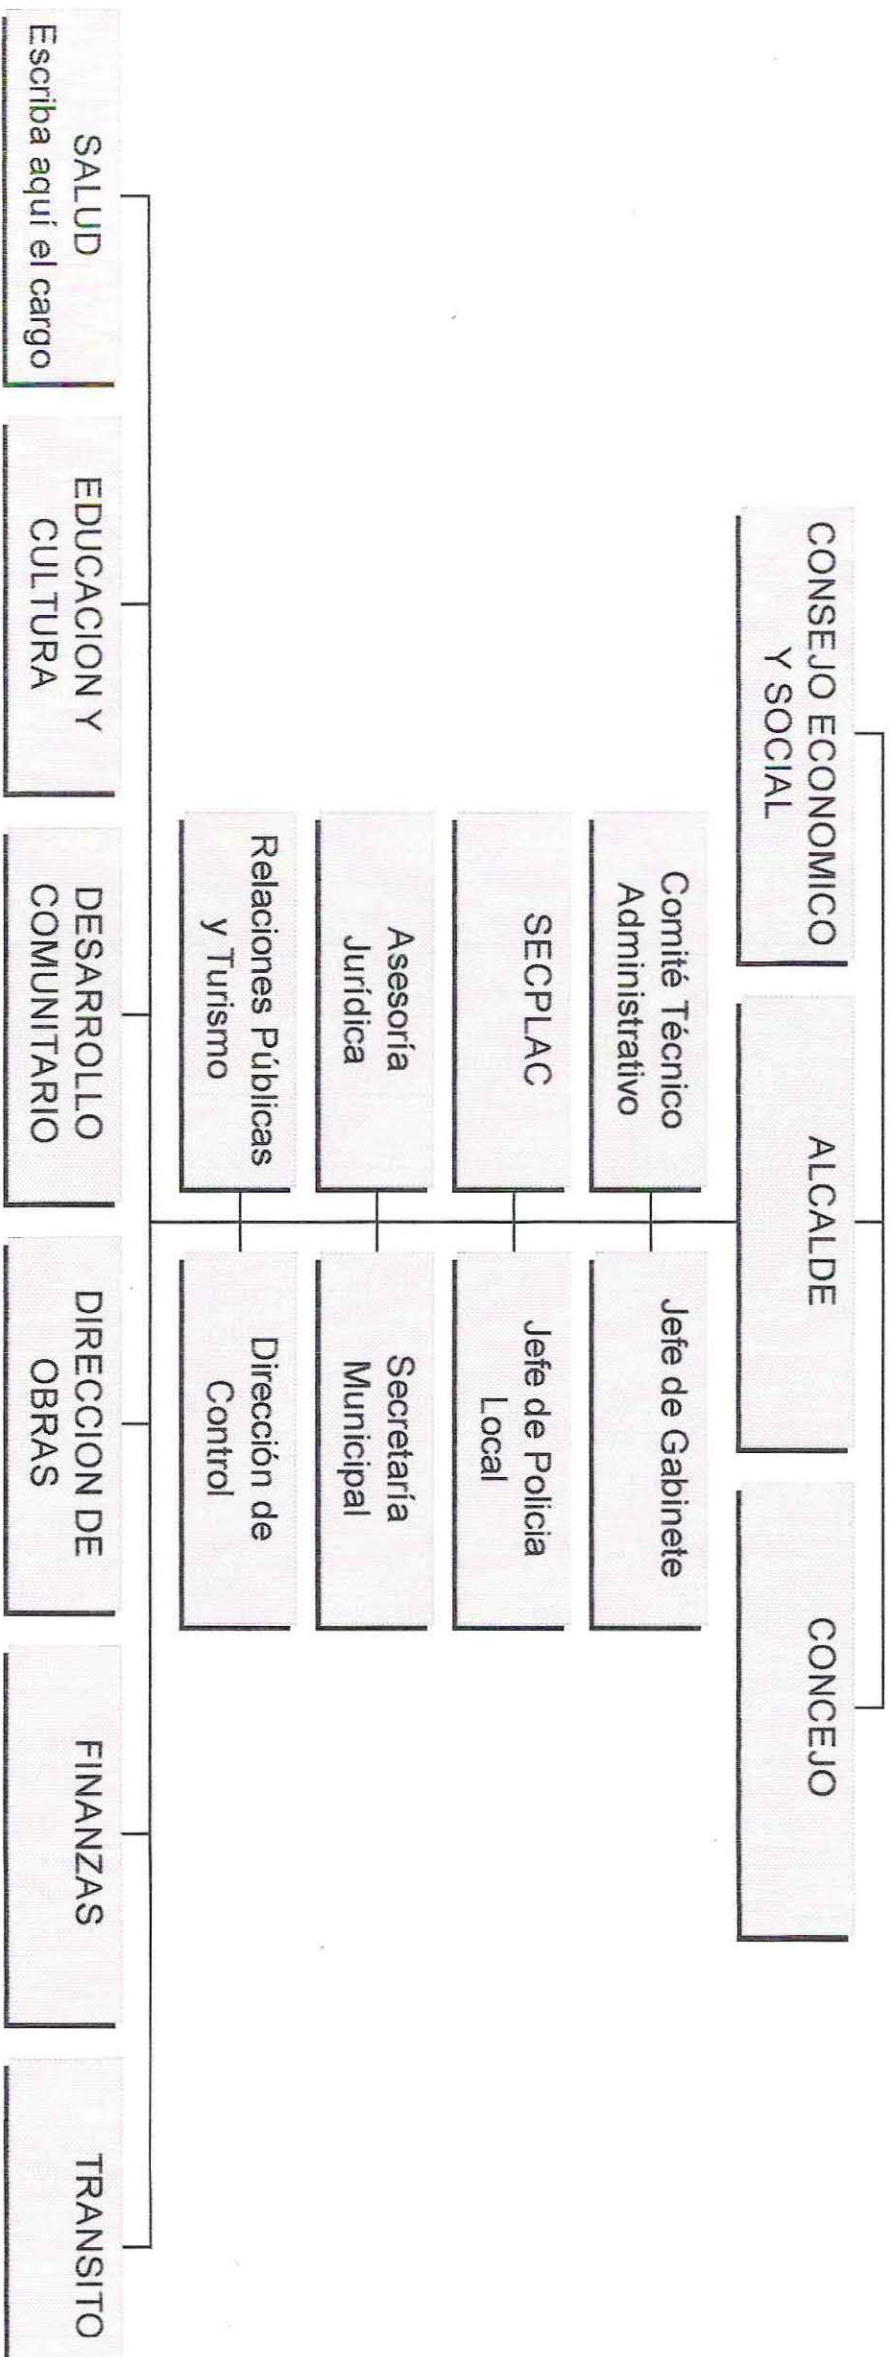 CONSEJO ECONOMICO
Y SOCIAL
ALCALDE
CONCEJO
Comité Técnico
Administrativo
Jefe de Gabinete
SECPLAC
Jefe de Policia
Local
Asesoría
Jurídica
Secretaría
Municipal
Relaciones Públicas
y Turismo
Dirección de
Control
SALUD
Escriba aquí el cargo
EDUCACION Y
CULTURA
DESARROLLO
COMUNITARIO
DIRECCION DE
OBRAS
FINANZAS
TRANSITO